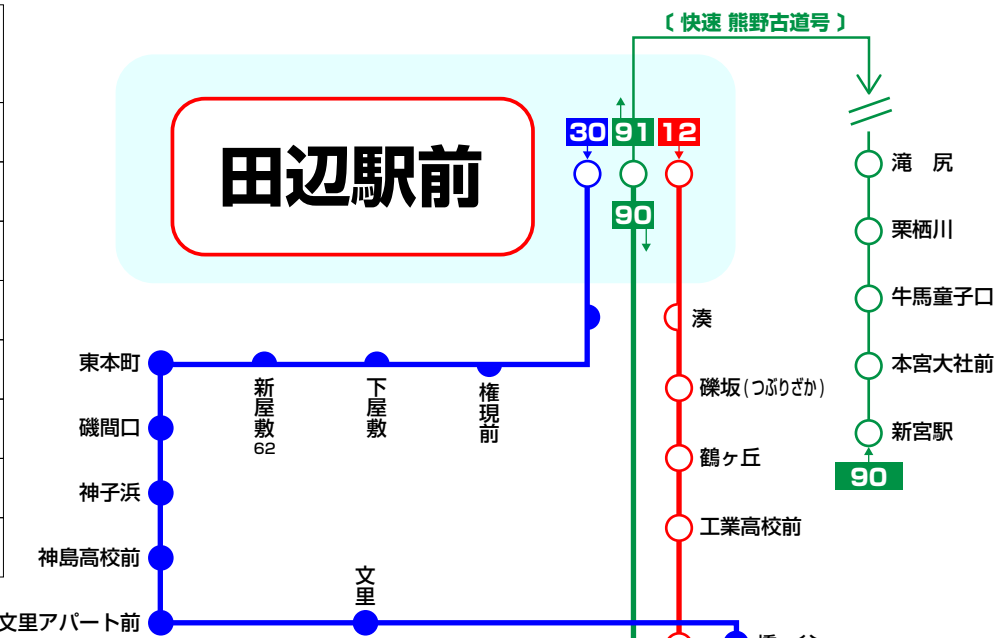 〔 快速 熊野古道号 〕
田辺駅前
30
91
12
90
滝 尻
栗栖川
牛馬童子口
本宮大社前
新宮駅
90
湊
礫坂(つぶりざか)
鶴ヶ丘
工業高校前
東本町
新屋敷
62
下屋敷
権現前
磯間口
神子浜
神島高校前
文里アパート前
文里